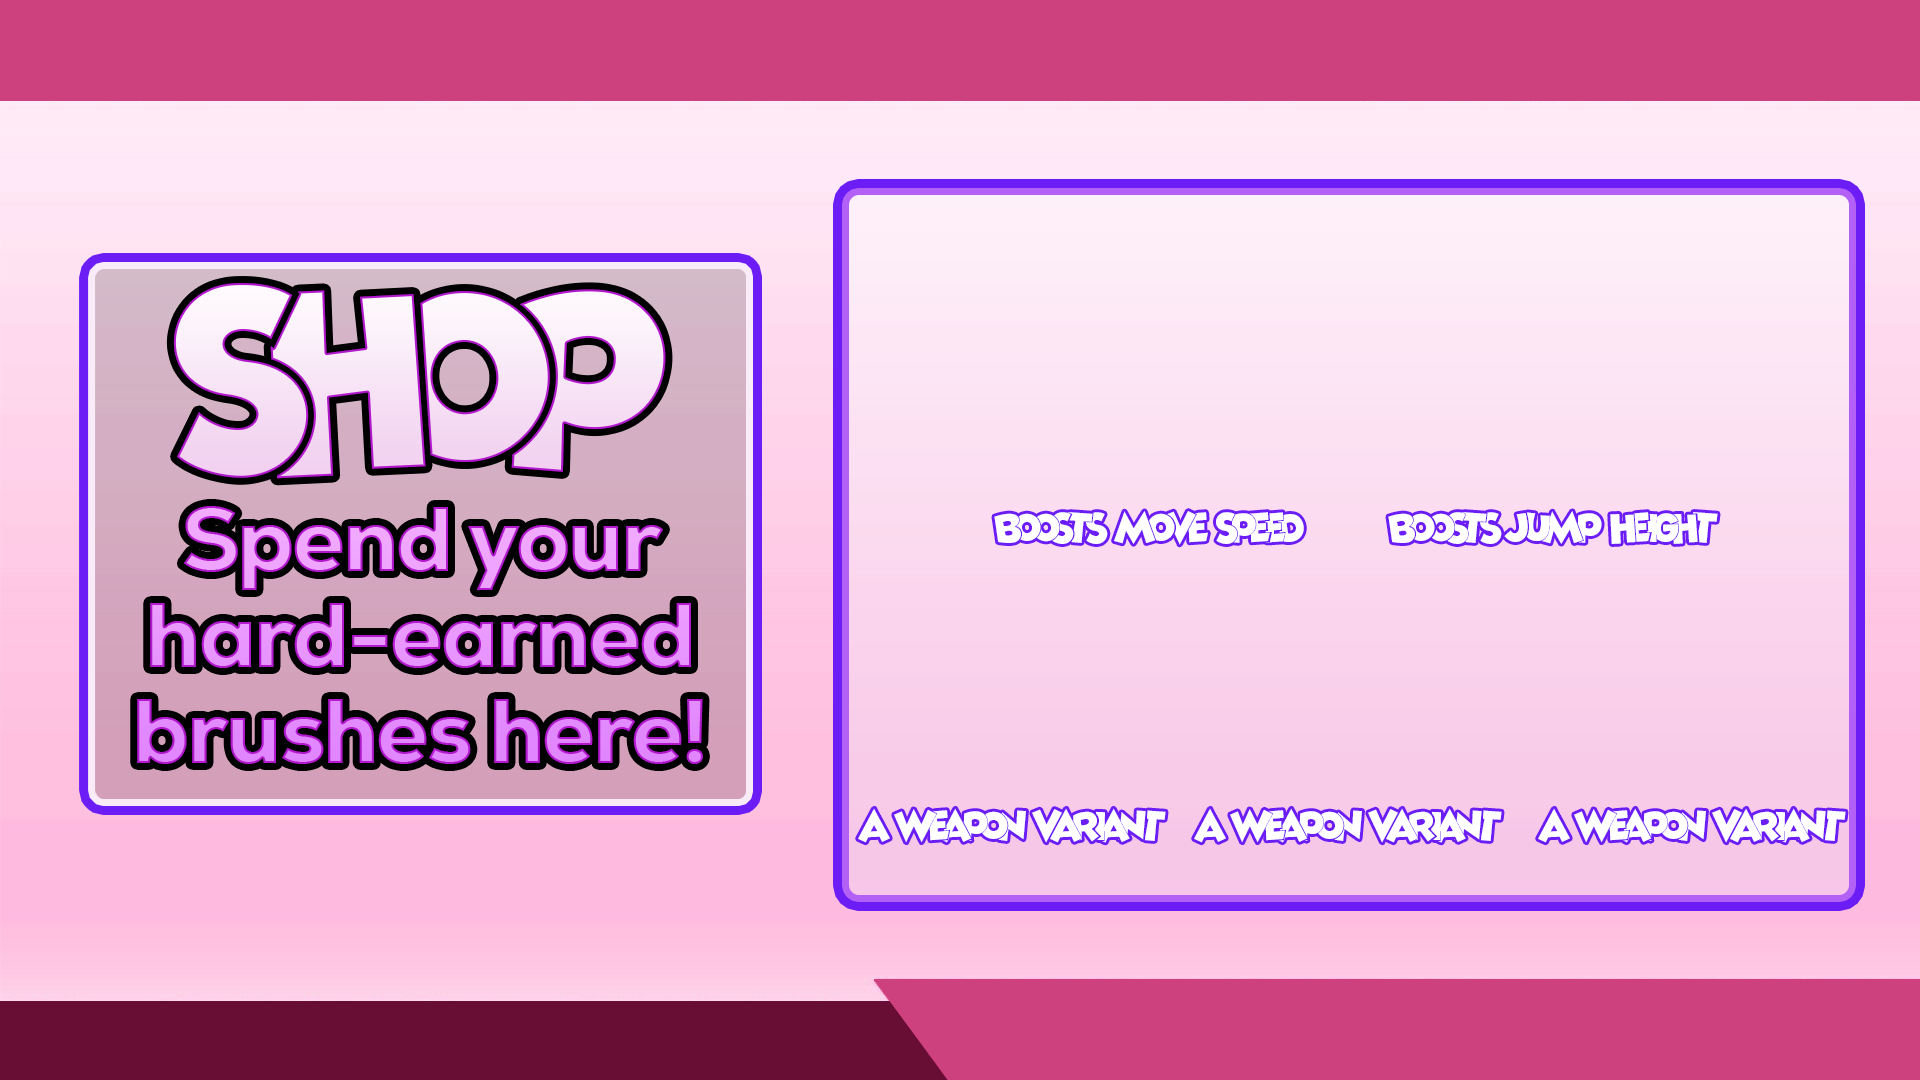 SHOP
Spend your
hard-earned
brushes here!
BOOSTS MOVE SPEED
BOOSTS JUMP HEIGHT
A WEAPON VARIANT
A WEAPON VARIANT
A WEAPON VARIANT